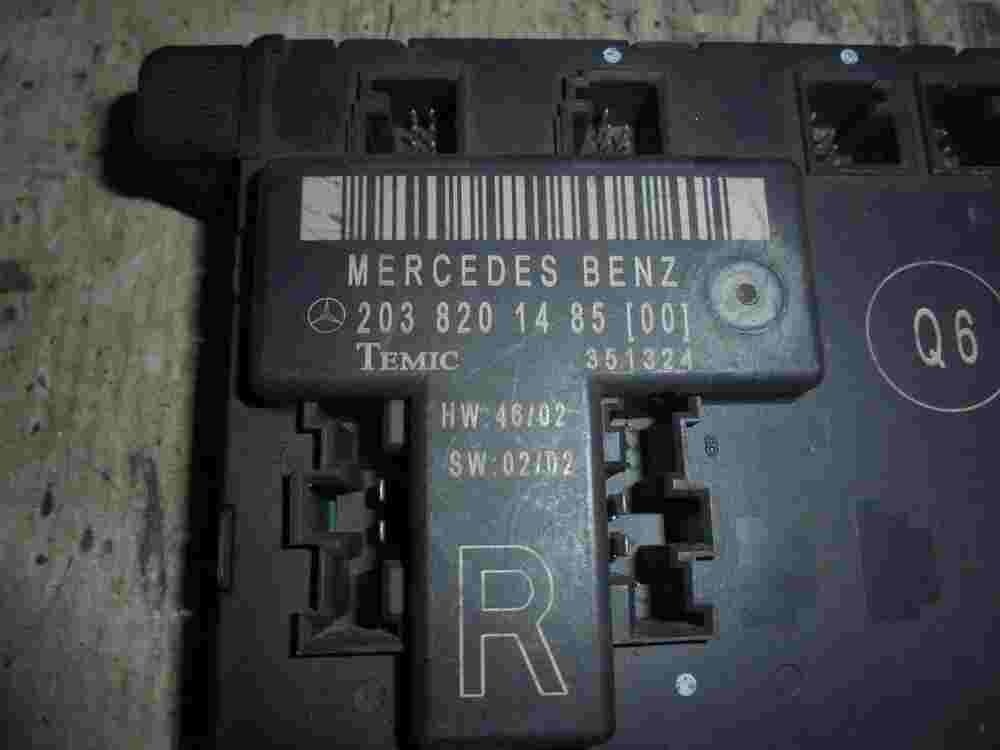 MERCEDES BENZ
203 820 14 85 [00]
TEMIC 351324
Q6
HW:46/02
SW:02/02
R